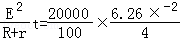 E²/(R+r) t=20000/100 × 6.26×⁻²/4